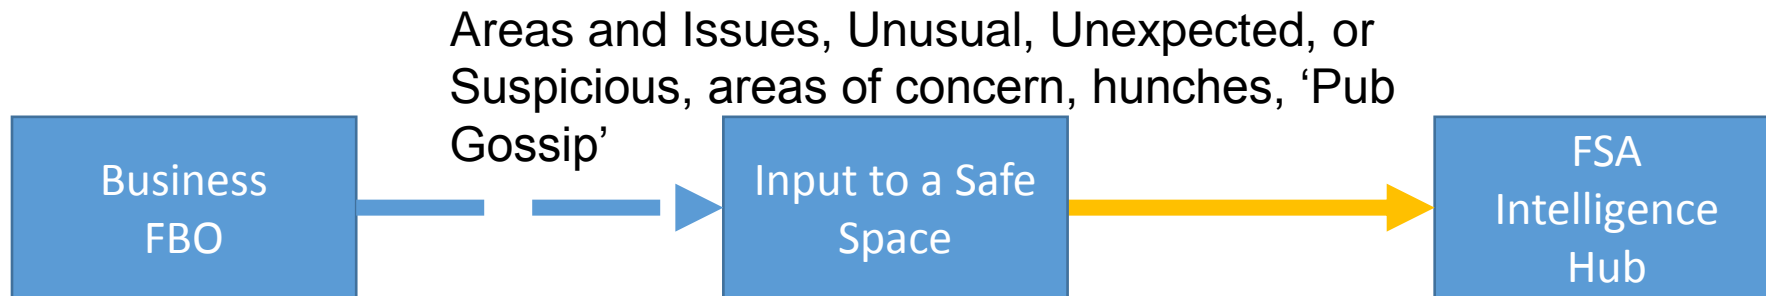 Areas and Issues, Unusual, Unexpected, or
Suspicious, areas of concern, hunches, ‘Pub
Gossip’
Business
FBO
Input to a Safe
Space
FSA
Intelligence
Hub